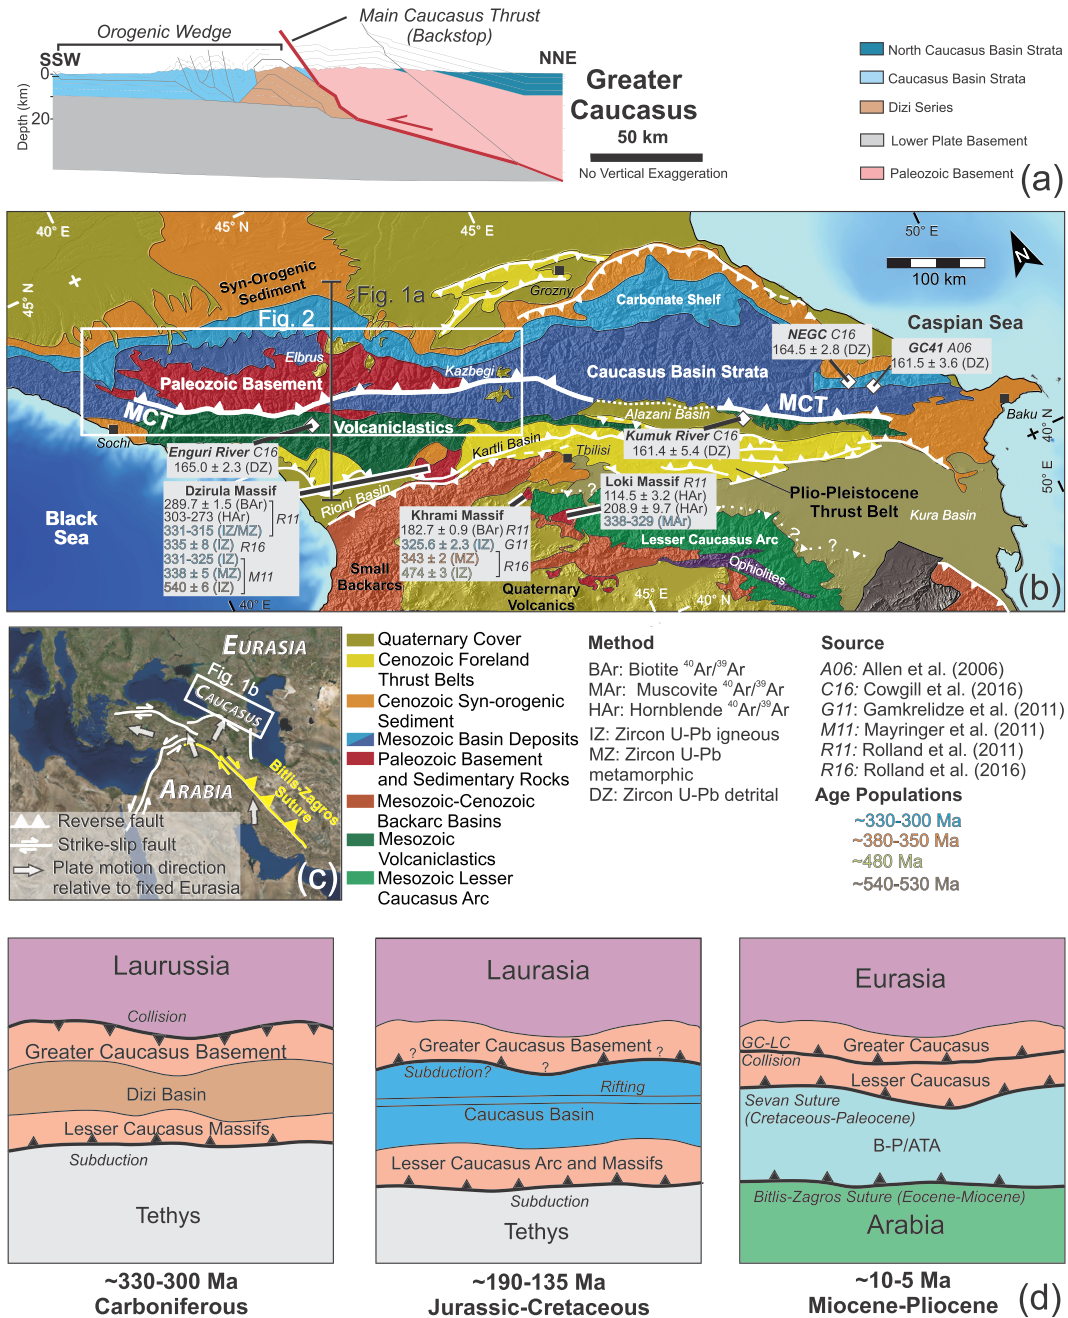 Main Caucasus Thrust
(Backstop)
Orogenic Wedge
SSW
NNE
0
20
Depth (km)
Greater
Caucasus
50 km
No Vertical Exaggeration
North Caucasus Basin Strata
Caucasus Basin Strata
Dizi Series
Lower Plate Basement
Paleozoic Basement
(a)
40° E
45° N
45° E
50° E
N
100 km
45° N
Syn-Orogenic
Sediment
Fig. 1a
Fig. 2
Grozny
Carbonate Shelf
Caspian Sea
NEGC C16
164.5 ± 2.8 (DZ)
GC41 A06
161.5 ± 3.6 (DZ)
Elbrus
Kazbegi
Paleozoic Basement
Caucasus Basin Strata
MCT
MCT
Volcaniclastics
Alazani Basin
Baku
40° N
Sochi
Enguri River C16
165.0 ± 2.3 (DZ)
Kartli Basin
Tbilisi
Kumuk River C16
161.4 ± 5.4 (DZ)
50° E
Dzirula Massif
289.7 ± 1.5 (BAr)
303-273 (HAr)
331-315 (IZ/MZ)
R11
335 ± 8 (IZ) R16
331-325 (IZ)
338 ± 5 (MZ)
M11
540 ± 6 (IZ)
Rioni Basin
Khrami Massif
182.7 ± 0.9 (BAr) R11
325.6 ± 2.3 (IZ) G11
343 ± 2 (MZ)
R16
474 ± 3 (IZ)
Loki Massif R11
114.5 ± 3.2 (HAr)
208.9 ± 9.7 (HAr)
338-329 (MAr)
Plio-Pleistocene
Thrust Belt
Kura Basin
Black
Sea
Lesser Caucasus Arc
?
?
?
Ophiolites
Small
Backarcs
Quaternary
Volcanics
40° E
45° E
40° N
(b)
EURASIA
Fig. 1b
CAUCASUS
ARABIA
Bitlis-Zagros
Suture
Reverse fault
Strike-slip fault
Plate motion direction
relative to fixed Eurasia
(c)
Quaternary Cover
Cenozoic Foreland
Thrust Belts
Cenozoic Syn-orogenic
Sediment
Mesozoic Basin Deposits
Paleozoic Basement
and Sedimentary Rocks
Mesozoic-Cenozoic
Backarc Basins
Mesozoic
Volcaniclastics
Mesozoic Lesser
Caucasus Arc
Method
BAr: Biotite 40Ar/39Ar
MAr: Muscovite 40Ar/39Ar
HAr: Hornblende 40Ar/39Ar
IZ: Zircon U-Pb igneous
MZ: Zircon U-Pb
metamorphic
DZ: Zircon U-Pb detrital
Source
A06: Allen et al. (2006)
C16: Cowgill et al. (2016)
G11: Gamkrelidze et al. (2011)
M11: Mayringer et al. (2011)
R11: Rolland et al. (2011)
R16: Rolland et al. (2016)
Age Populations
~330-300 Ma
~380-350 Ma
~480 Ma
~540-530 Ma
Laurussia
Collision
Greater Caucasus Basement
Dizi Basin
Lesser Caucasus Massifs
Subduction
Tethys
~330-300 Ma
Carboniferous
Laurasia
Greater Caucasus Basement
?
?
?
Subduction?
Rifting
Caucasus Basin
Lesser Caucasus Arc and Massifs
Subduction
Tethys
~190-135 Ma
Jurassic-Cretaceous
Eurasia
GC-LC
Collision
Greater Caucasus
Lesser Caucasus
Sevan Suture
(Cretaceous-Paleocene)
B-P/ATA
Bitlis-Zagros Suture (Eocene-Miocene)
Arabia
~10-5 Ma
Miocene-Pliocene
(d)